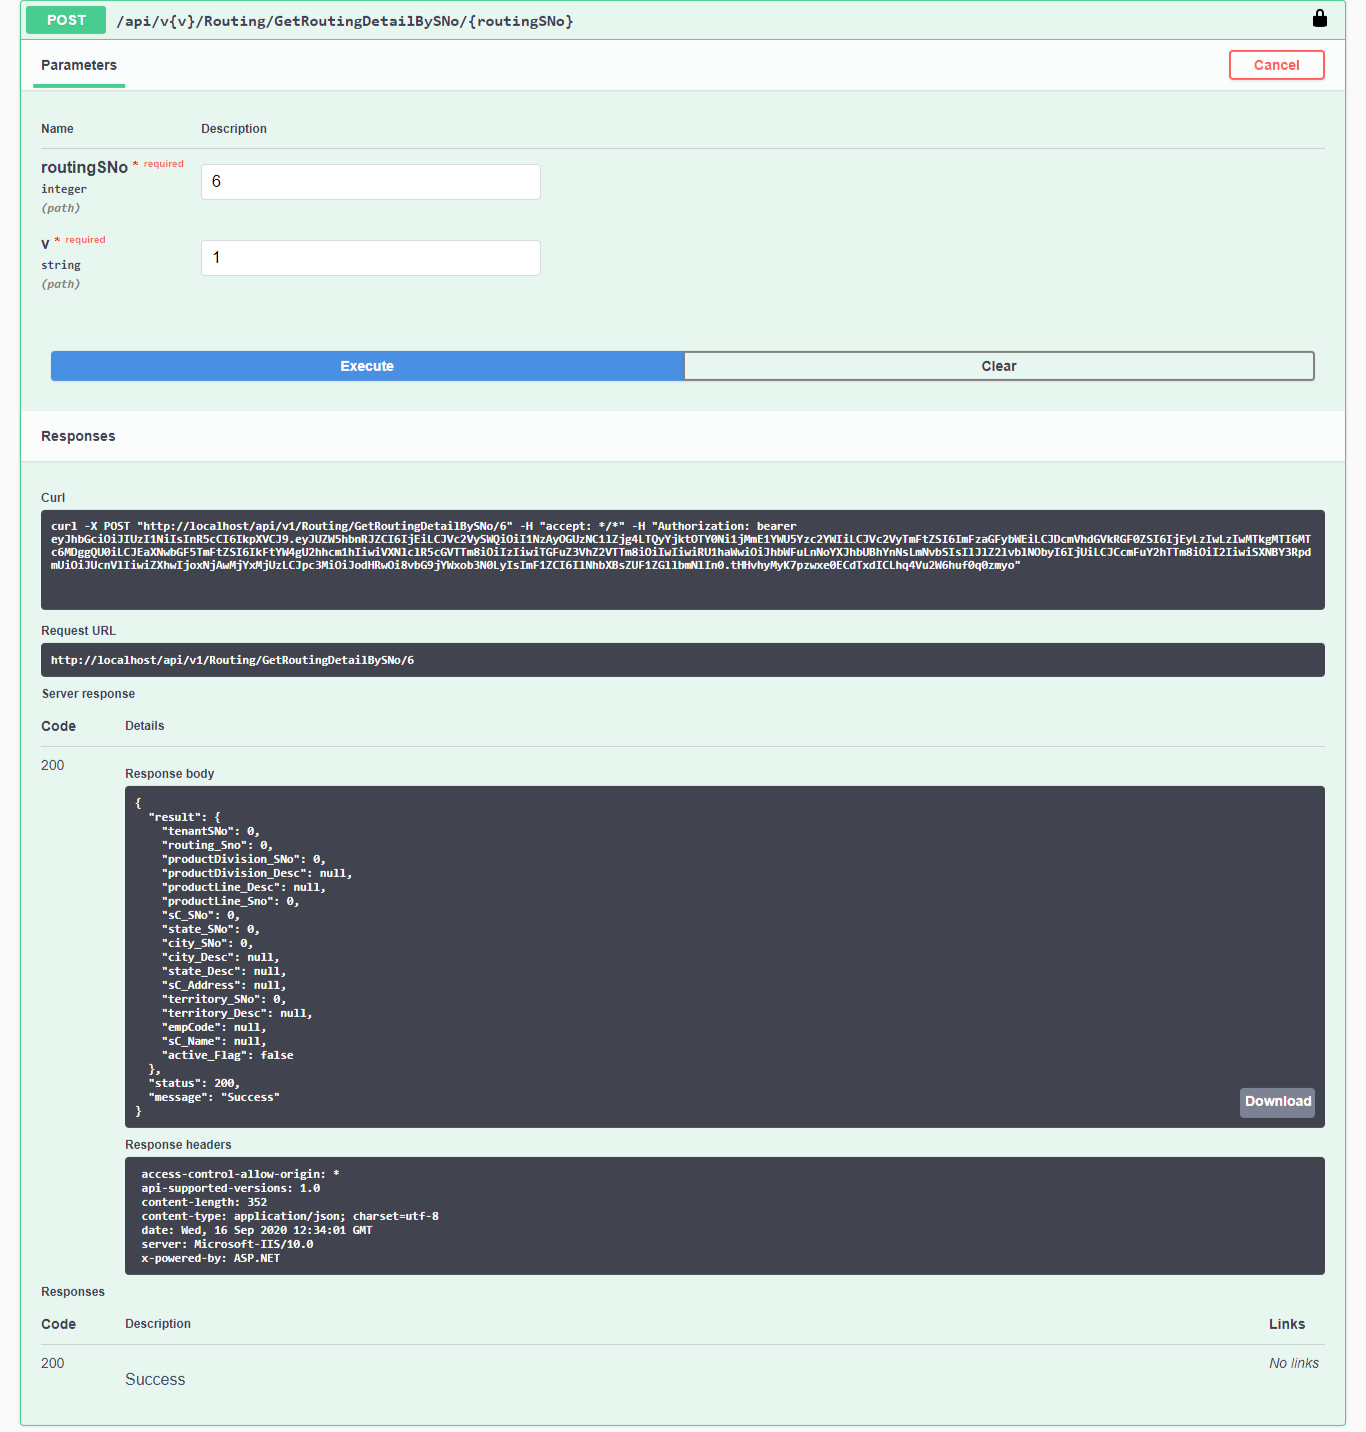 POST /api/v{v}/Routing/GetRoutingDetailBySNo/{routingSNo}
Parameters
Cancel
Name Description
routingSNo * required
integer
(path)
6
v * required
string
(path)
1
Execute Clear
Responses
Curl
curl -X POST "http://localhost/api/v1/Routing/GetRoutingDetailBySNo/6" -H "accept: */*" -H "Authorization: bearer
Request URL
http://localhost/api/v1/Routing/GetRoutingDetailBySNo/6
Server response
Code Details
200
Response body
{
"result": {
"tenantSNo": 0,
"routing_Sno": 0,
"productDivision_SNo": 0,
"productDivision_Desc": null,
"productLine_Desc": null,
"productLine_Sno": 0,
"sC_SNo": 0,
"state_SNo": 0,
"city_SNo": 0,
"city_Desc": null,
"state_Desc": null,
"sC_Address": null,
"territory_SNo": 0,
"territory_Desc": null,
"empCode": null,
"sC_Name": null,
"active_Flag": false
},
"status": 200,
"message": "Success"
}
Download
Response headers
access-control-allow-origin: *
api-supported-versions: 1.0
content-length: 352
content-type: application/json; charset=utf-8
date: Wed, 16 Sep 2020 12:34:01 GMT
server: Microsoft-IIS/10.0
x-powered-by: ASP.NET
Responses
Code Description Links
200 No links
Success